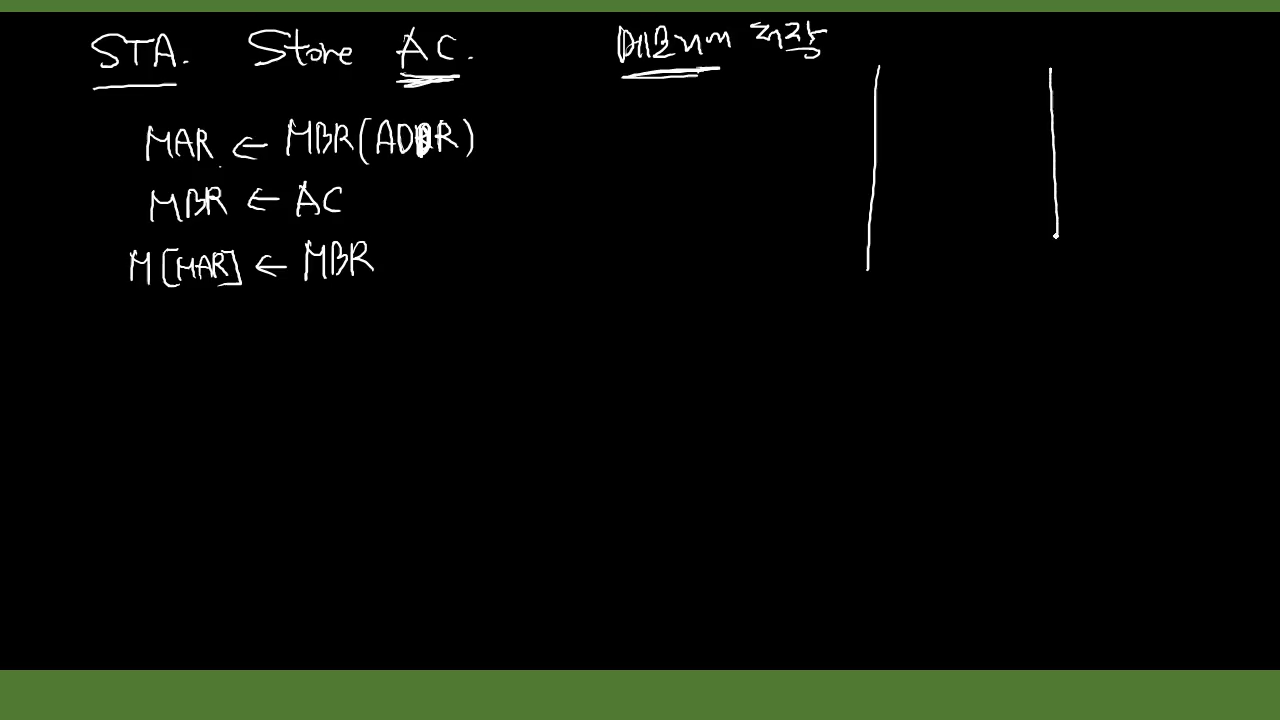 STA. Store AC. 메모리에 저장
MAR ← MBR(ADDR)
MBR ← AC
M[MAR] ← MBR